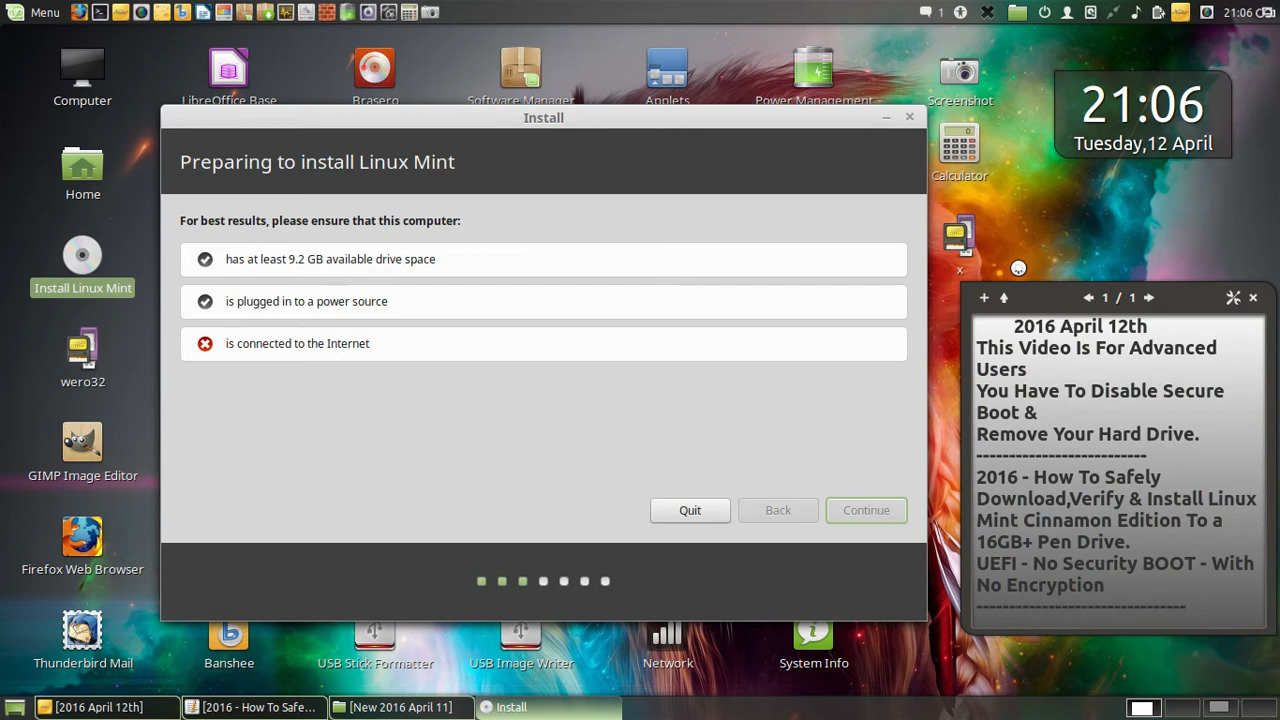 Menu
1
21:06
Computer
LibreOffice Base
Brasero
Software Manager
Applets
Power Management
Screenshot
21:06
Tuesday,12 April
Install
Preparing to install Linux Mint
Calculator
Home
For best results, please ensure that this computer:
has at least 9.2 GB available drive space
is plugged in to a power source
is connected to the Internet
x
Install Linux Mint
1 / 1
2016 April 12th
This Video Is For Advanced
Users
You Have To Disable Secure
Boot &
Remove Your Hard Drive.
--------------------------
2016 - How To Safely
Download,Verify & Install Linux
Mint Cinnamon Edition To a
16GB+ Pen Drive.
UEFI - No Security BOOT - With
No Encryption
--------------------------------
wero32
GIMP Image Editor
Quit
Back
Continue
Firefox Web Browser
Thunderbird Mail
Banshee
USB Stick Formatter
USB Image Writer
Network
System Info
[2016 April 12th]
[2016 - How To Safe...
[New 2016 April 11]
Install